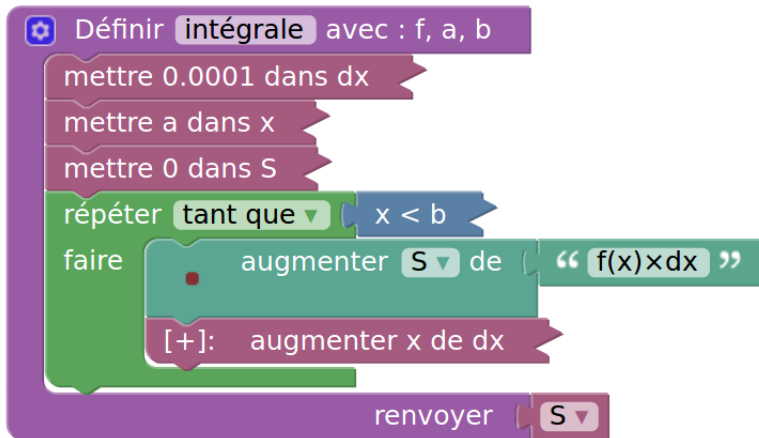 Définir intégrale avec : f, a, b
mettre 0.0001 dans dx
mettre a dans x
mettre 0 dans S
répéter tant que ▾ x < b
faire augmenter S ▾ de “ f(x)×dx ”
[+]: augmenter x de dx
renvoyer S ▾